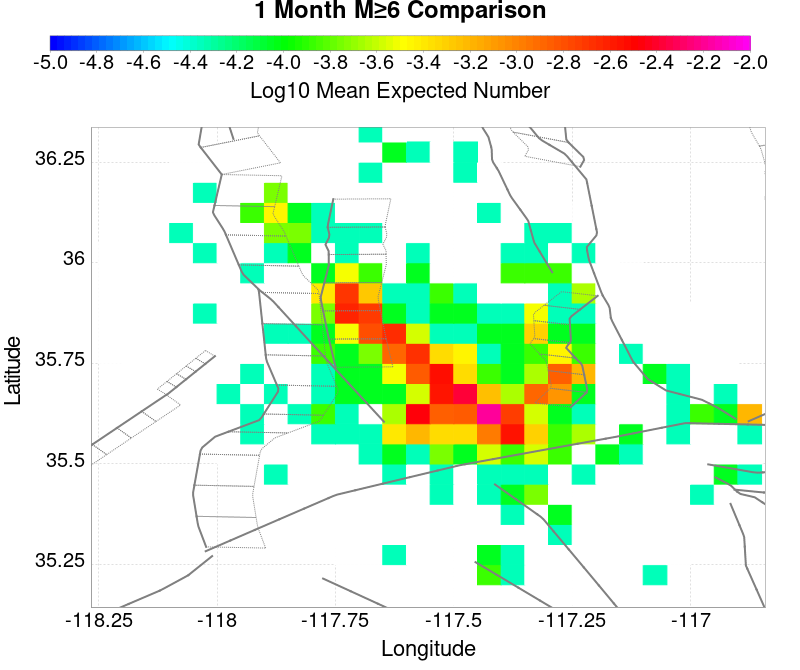 1 Month M≥6 Comparison
-5.0 -4.8 -4.6 -4.4 -4.2 -4.0 -3.8 -3.6 -3.4 -3.2 -3.0 -2.8 -2.6 -2.4 -2.2 -2.0
Log10 Mean Expected Number
36.25
36
35.75
35.5
35.25
Latitude
-118.25 -118 -117.75 -117.5 -117.25 -117
Longitude